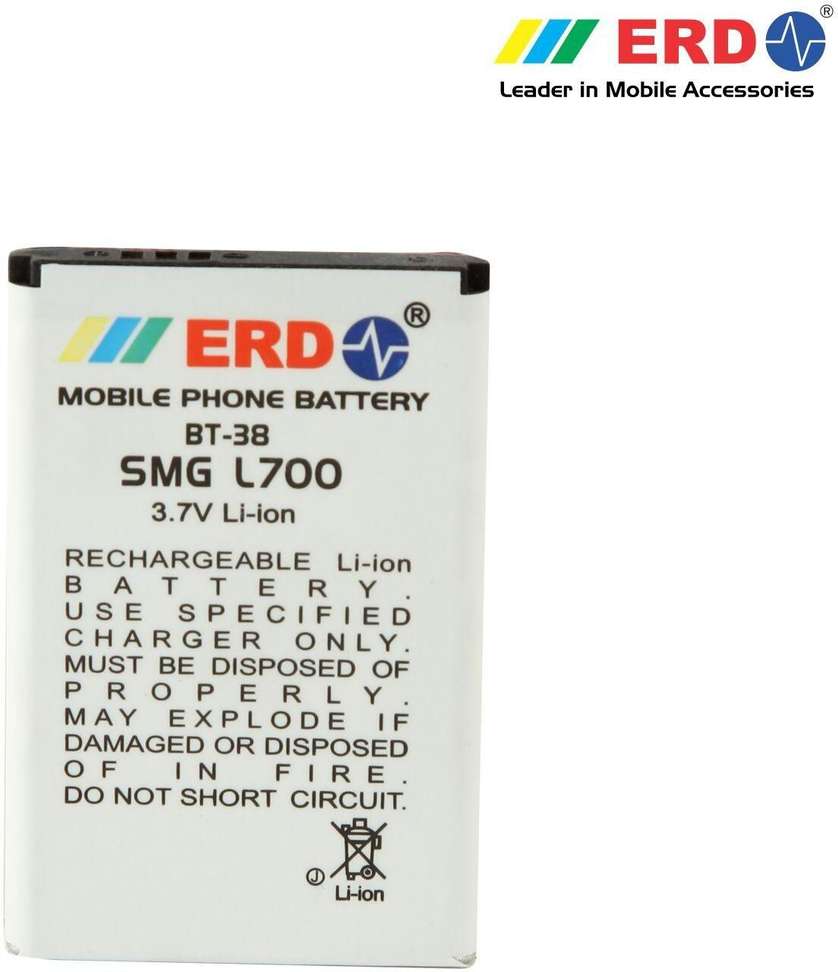 ERD ®
Leader in Mobile Accessories
ERD ®
MOBILE PHONE BATTERY
BT-38
SMG L700
3.7V Li-ion
RECHARGEABLE Li-ion
BATTERY.
USE SPECIFIED
CHARGER ONLY.
MUST BE DISPOSED OF
PROPERLY.
MAY EXPLODE IF
DAMAGED OR DISPOSED
OF IN FIRE.
DO NOT SHORT CIRCUIT.
J
Li-ion